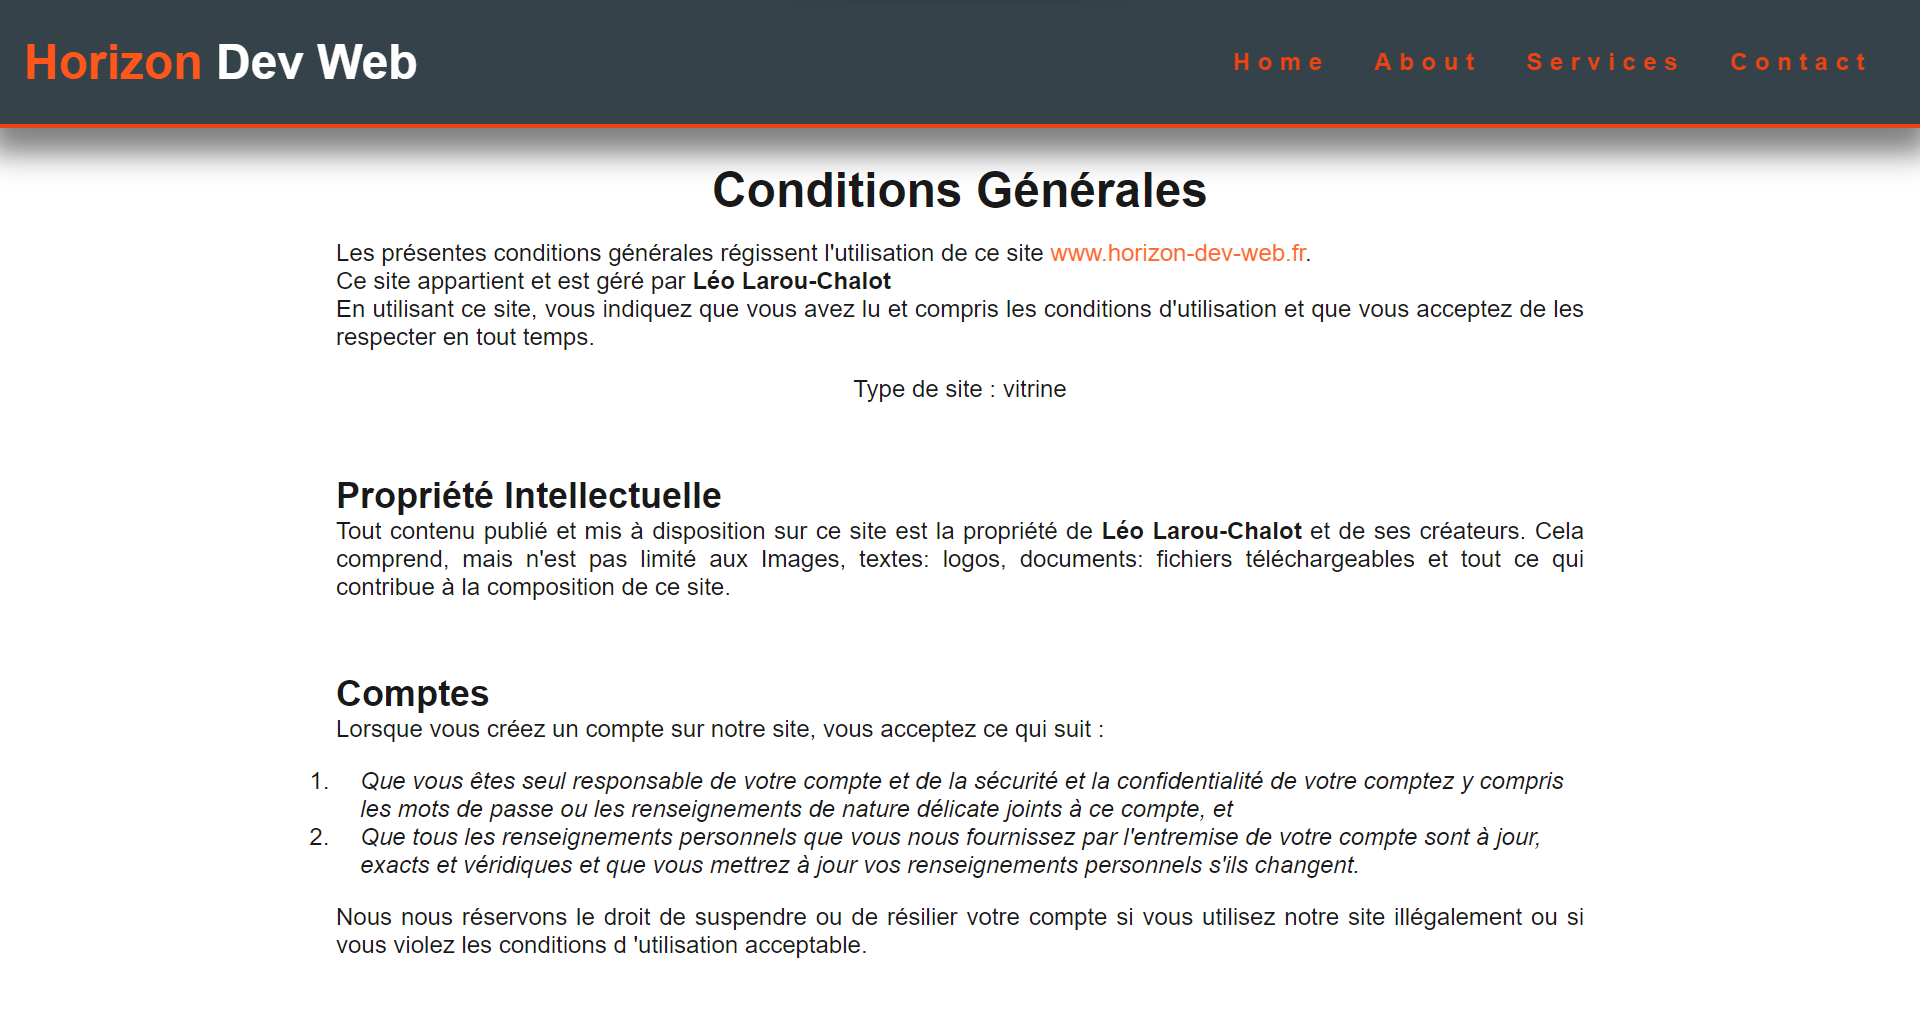 Horizon Dev Web
Home About Services Contact
Conditions Générales
Les présentes conditions générales régissent l'utilisation de ce site www.horizon-dev-web.fr.
Ce site appartient et est géré par Léo Larou-Chalot
En utilisant ce site, vous indiquez que vous avez lu et compris les conditions d'utilisation et que vous acceptez de les
respecter en tout temps.
Type de site : vitrine
Propriété Intellectuelle
Tout contenu publié et mis à disposition sur ce site est la propriété de Léo Larou-Chalot et de ses créateurs. Cela
comprend, mais n'est pas limité aux Images, textes: logos, documents: fichiers téléchargeables et tout ce qui
contribue à la composition de ce site.
Comptes
Lorsque vous créez un compte sur notre site, vous acceptez ce qui suit :
1. Que vous êtes seul responsable de votre compte et de la sécurité et la confidentialité de votre comptez y compris
les mots de passe ou les renseignements de nature délicate joints à ce compte, et
2. Que tous les renseignements personnels que vous nous fournissez par l'entremise de votre compte sont à jour,
exacts et véridiques et que vous mettrez à jour vos renseignements personnels s'ils changent.
Nous nous réservons le droit de suspendre ou de résilier votre compte si vous utilisez notre site illégalement ou si
vous violez les conditions d 'utilisation acceptable.